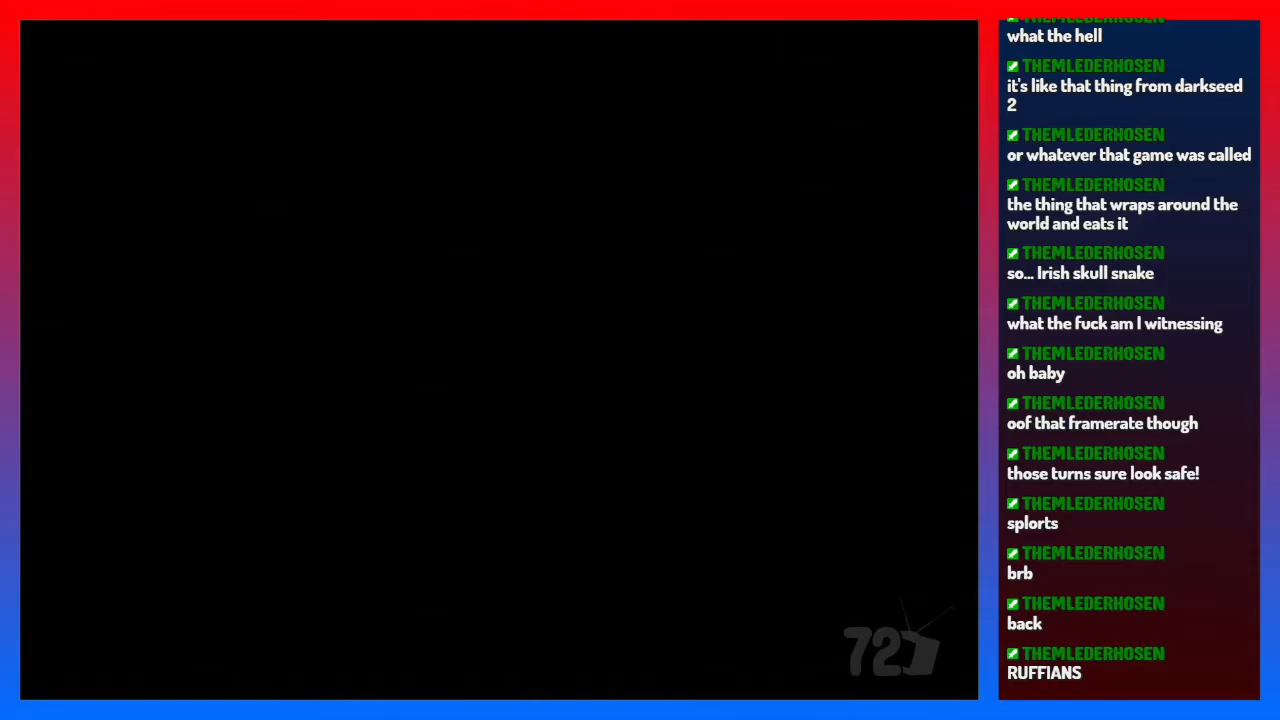 THEMLEDERHOSEN
what the hell
THEMLEDERHOSEN
it's like that thing from darkseed
2
THEMLEDERHOSEN
or whatever that game was called
THEMLEDERHOSEN
the thing that wraps around the
world and eats it
THEMLEDERHOSEN
so... Irish skull snake
THEMLEDERHOSEN
what the fuck am I witnessing
THEMLEDERHOSEN
oh baby
THEMLEDERHOSEN
oof that framerate though
THEMLEDERHOSEN
those turns sure look safe!
THEMLEDERHOSEN
splorts
THEMLEDERHOSEN
brb
THEMLEDERHOSEN
back
THEMLEDERHOSEN
RUFFIANS
72